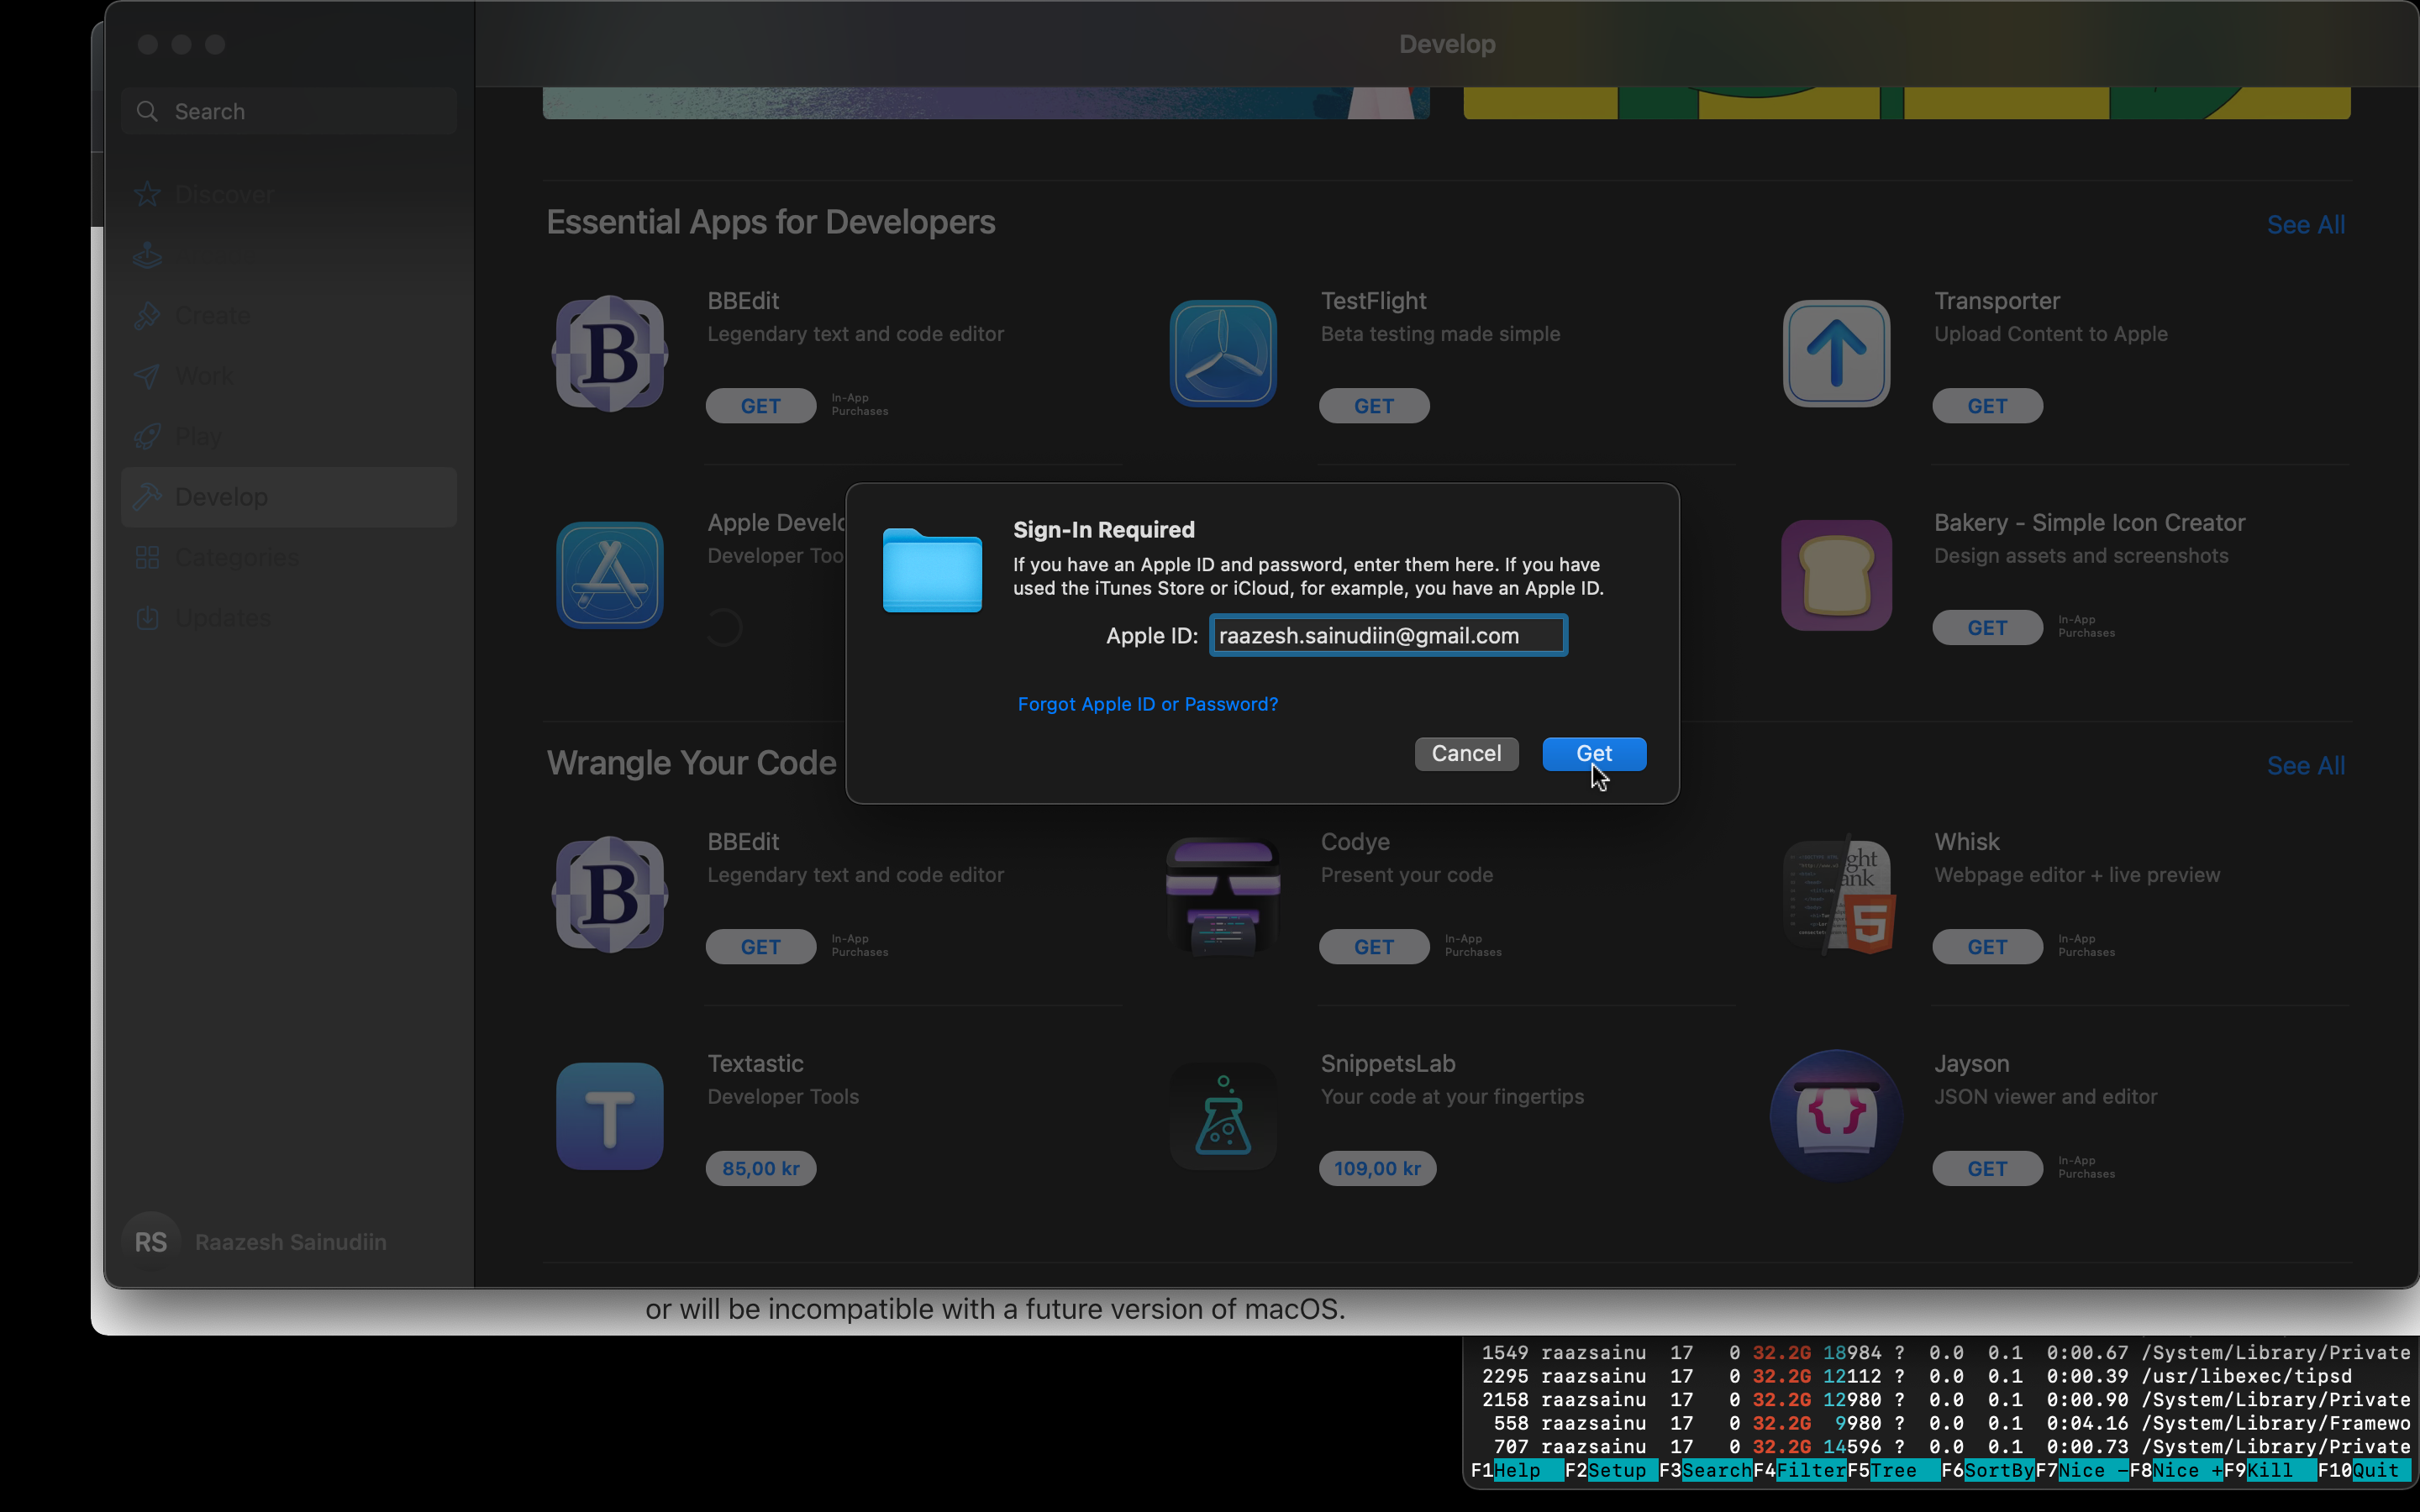 Develop
Search
Discover
Create
Work
Play
Develop
Categories
Updates
RS Raazesh Sainudiin
Essential Apps for Developers
See All
BBEdit
Legendary text and code editor
GET
In-App
Purchases
TestFlight
Beta testing made simple
GET
Transporter
Upload Content to Apple
GET
Apple Develo
Developer Too
Bakery - Simple Icon Creator
Design assets and screenshots
GET
In-App
Purchases
Sign-In Required
If you have an Apple ID and password, enter them here. If you have
used the iTunes Store or iCloud, for example, you have an Apple ID.
Apple ID: raazesh.sainudiin@gmail.com
Forgot Apple ID or Password?
Cancel
Get
Wrangle Your Code
See All
BBEdit
Legendary text and code editor
GET
In-App
Purchases
Codye
Present your code
GET
In-App
Purchases
Whisk
Webpage editor + live preview
GET
In-App
Purchases
Textastic
Developer Tools
85,00 kr
SnippetsLab
Your code at your fingertips
109,00 kr
Jayson
JSON viewer and editor
GET
In-App
Purchases
or will be incompatible with a future version of macOS.
1549 raazsainu 17 0 32.2G 18984 ? 0.0 0.1 0:00.67 /System/Library/Private
2295 raazsainu 17 0 32.2G 12112 ? 0.0 0.1 0:00.39 /usr/libexec/tipsd
2158 raazsainu 17 0 32.2G 12980 ? 0.0 0.1 0:00.90 /System/Library/Private
558 raazsainu 17 0 32.2G 9980 ? 0.0 0.1 0:04.16 /System/Library/Framewo
707 raazsainu 17 0 32.2G 14596 ? 0.0 0.1 0:00.73 /System/Library/Private
F1Help F2Setup F3SearchF4FilterF5Tree F6SortByF7Nice -F8Nice +F9Kill F10Quit